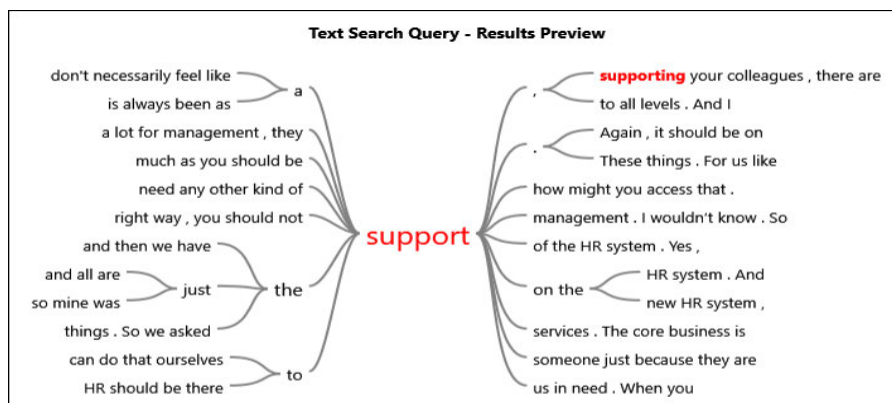 Text Search Query - Results Preview
don't necessarily feel like
is always been as
a
a lot for management , they
much as you should be
need any other kind of
right way , you should not
and then we have
and all are
so mine was
just
things . So we asked
the
can do that ourselves
HR should be there
to
support
,
supporting your colleagues , there are
to all levels . And I
.
Again , it should be on
These things . For us like
how might you access that .
management . I wouldn't know . So
of the HR system . Yes ,
on the
HR system . And
new HR system ,
services . The core business is
someone just because they are
us in need . When you